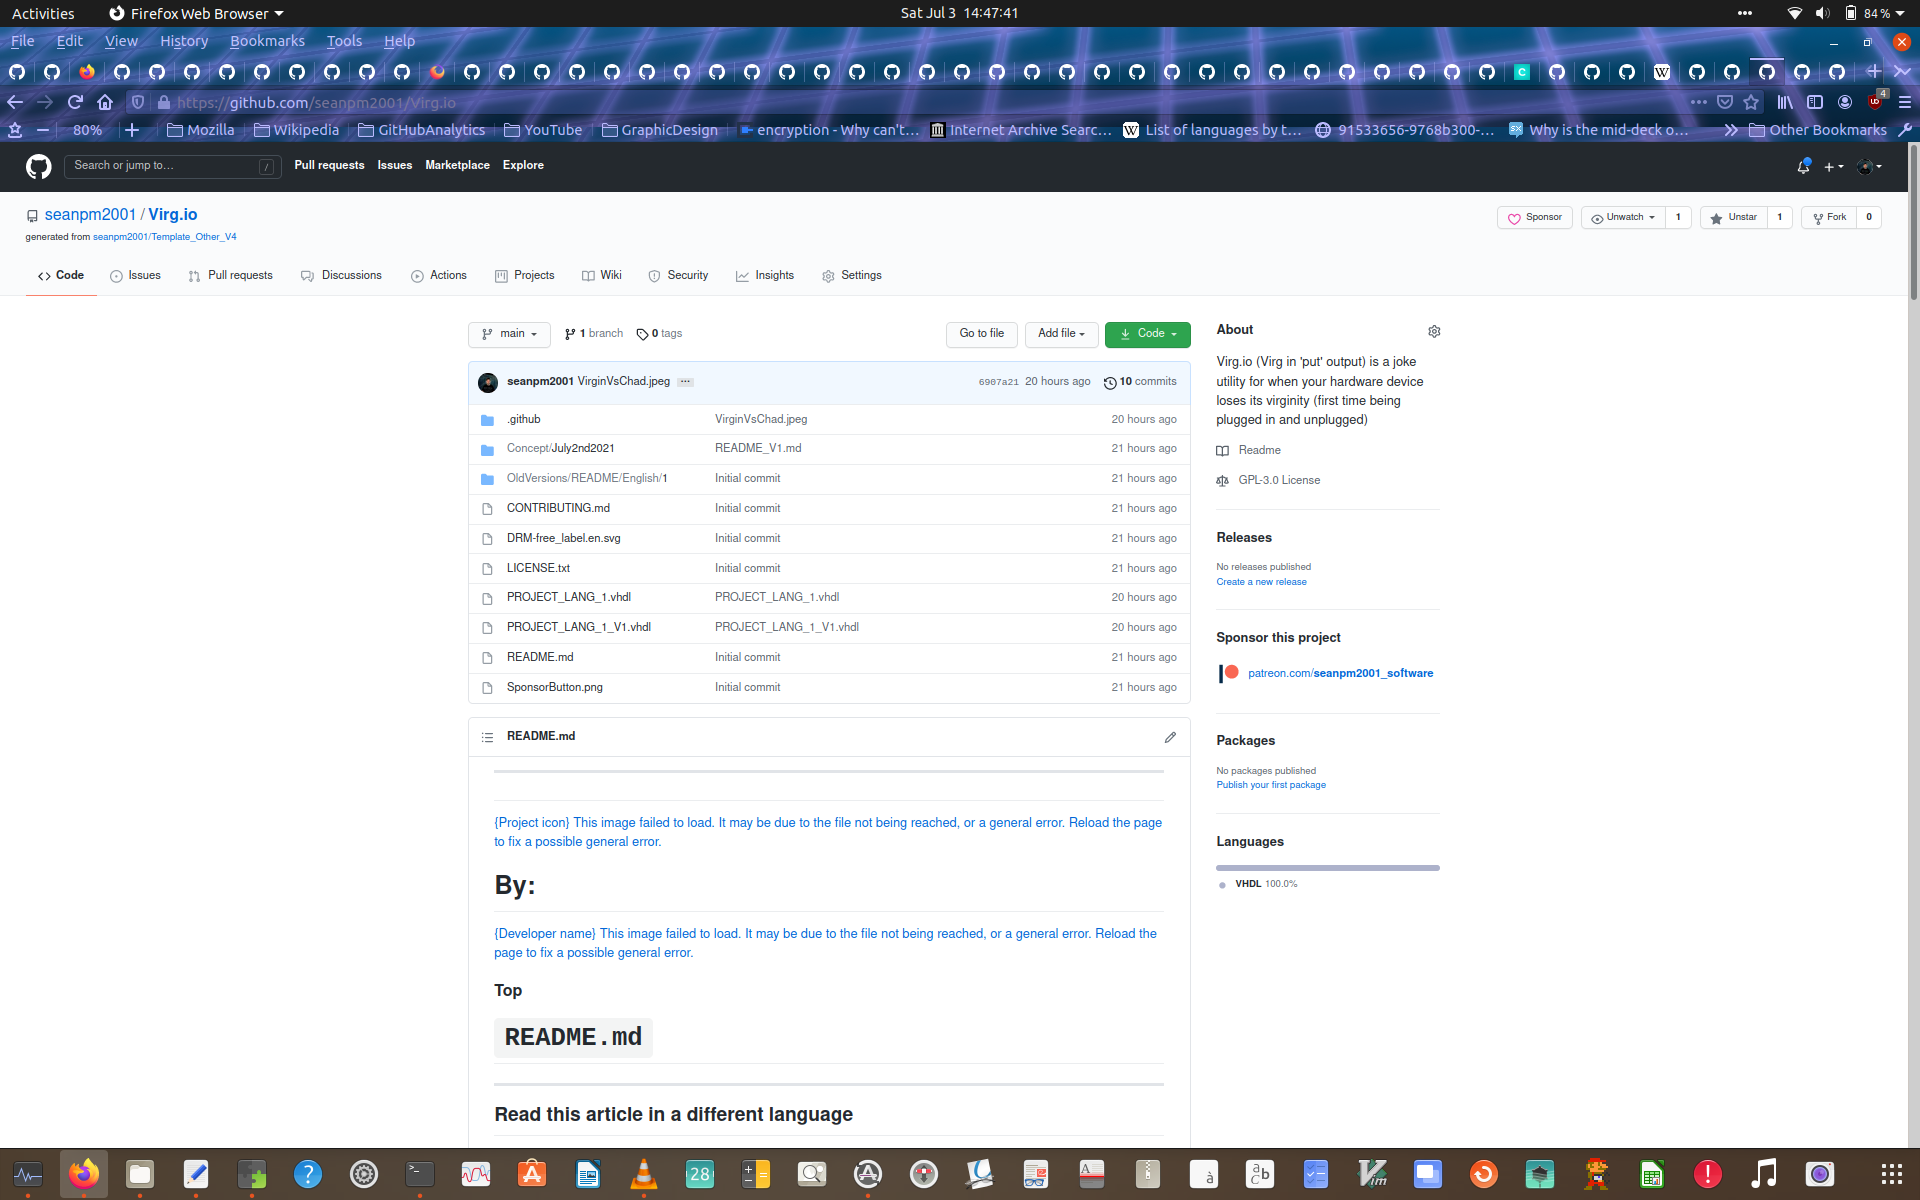 Activities
Firefox Web Browser
Sat Jul 3 14:47:41
84 %
File Edit View History Bookmarks Tools Help
https://github.com/seanpm2001/Virg.io
4
80%
Mozilla
Wikipedia
GitHubAnalytics
YouTube
GraphicDesign
encryption - Why can't…
Internet Archive Searc…
List of languages by t…
91533656-9768b300-…
Why is the mid-deck o…
Other Bookmarks
Search or jump to…
/
Pull requests Issues Marketplace Explore
seanpm2001 / Virg.io
generated from seanpm2001/Template_Other_V4
Sponsor
Unwatch 1
Unstar 1
Fork 0
Code
Issues
Pull requests
Discussions
Actions
Projects
Wiki
Security
Insights
Settings
main
1 branch
0 tags
Go to file
Add file
Code
seanpm2001 VirginVsChad.jpeg ...
6907a21 20 hours ago
10 commits
.github VirginVsChad.jpeg 20 hours ago
Concept/July2nd2021 README_V1.md 21 hours ago
OldVersions/README/English/1 Initial commit 21 hours ago
CONTRIBUTING.md Initial commit 21 hours ago
DRM-free_label.en.svg Initial commit 21 hours ago
LICENSE.txt Initial commit 21 hours ago
PROJECT_LANG_1.vhdl PROJECT_LANG_1.vhdl 20 hours ago
PROJECT_LANG_1_V1.vhdl PROJECT_LANG_1_V1.vhdl 20 hours ago
README.md Initial commit 21 hours ago
SponsorButton.png Initial commit 21 hours ago
README.md
{Project icon} This image failed to load. It may be due to the file not being reached, or a general error. Reload the page
to fix a possible general error.
By:
{Developer name} This image failed to load. It may be due to the file not being reached, or a general error. Reload the
page to fix a possible general error.
Top
README.md
Read this article in a different language
About
Virg.io (Virg in 'put' output) is a joke
utility for when your hardware device
loses its virginity (first time being
plugged in and unplugged)
Readme
GPL-3.0 License
Releases
No releases published
Create a new release
Sponsor this project
patreon.com/seanpm2001_software
Packages
No packages published
Publish your first package
Languages
VHDL 100.0%
28